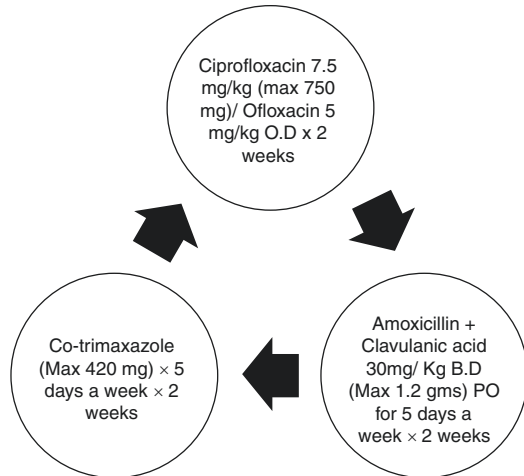 Ciprofloxacin 7.5
mg/kg (max 750
mg)/ Ofloxacin 5
mg/kg O.D x 2
weeks
Amoxicillin +
Clavulanic acid
30mg/ Kg B.D
(Max 1.2 gms) PO
for 5 days a
week × 2 weeks
Co-trimaxazole
(Max 420 mg) × 5
days a week × 2
weeks